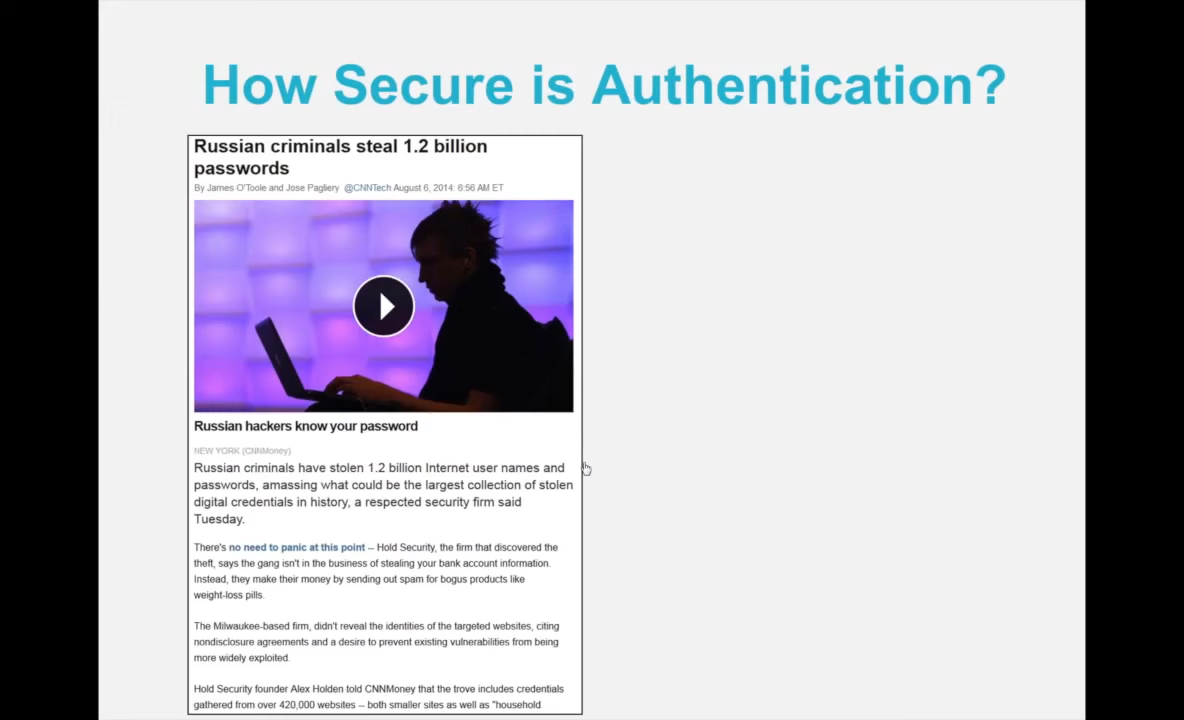 How Secure is Authentication?
Russian criminals steal 1.2 billion
passwords
By James O'Toole and Jose Pagliery @CNNTech August 6, 2014: 6:56 AM ET
Russian hackers know your password
NEW YORK (CNNMoney)
Russian criminals have stolen 1.2 billion Internet user names and
passwords, amassing what could be the largest collection of stolen
digital credentials in history, a respected security firm said
Tuesday.
There's no need to panic at this point -- Hold Security, the firm that discovered the
theft, says the gang isn't in the business of stealing your bank account information.
Instead, they make their money by sending out spam for bogus products like
weight-loss pills.
The Milwaukee-based firm, didn't reveal the identities of the targeted websites, citing
nondisclosure agreements and a desire to prevent existing vulnerabilities from being
more widely exploited.
Hold Security founder Alex Holden told CNNMoney that the trove includes credentials
gathered from over 420,000 websites -- both smaller sites as well as "household